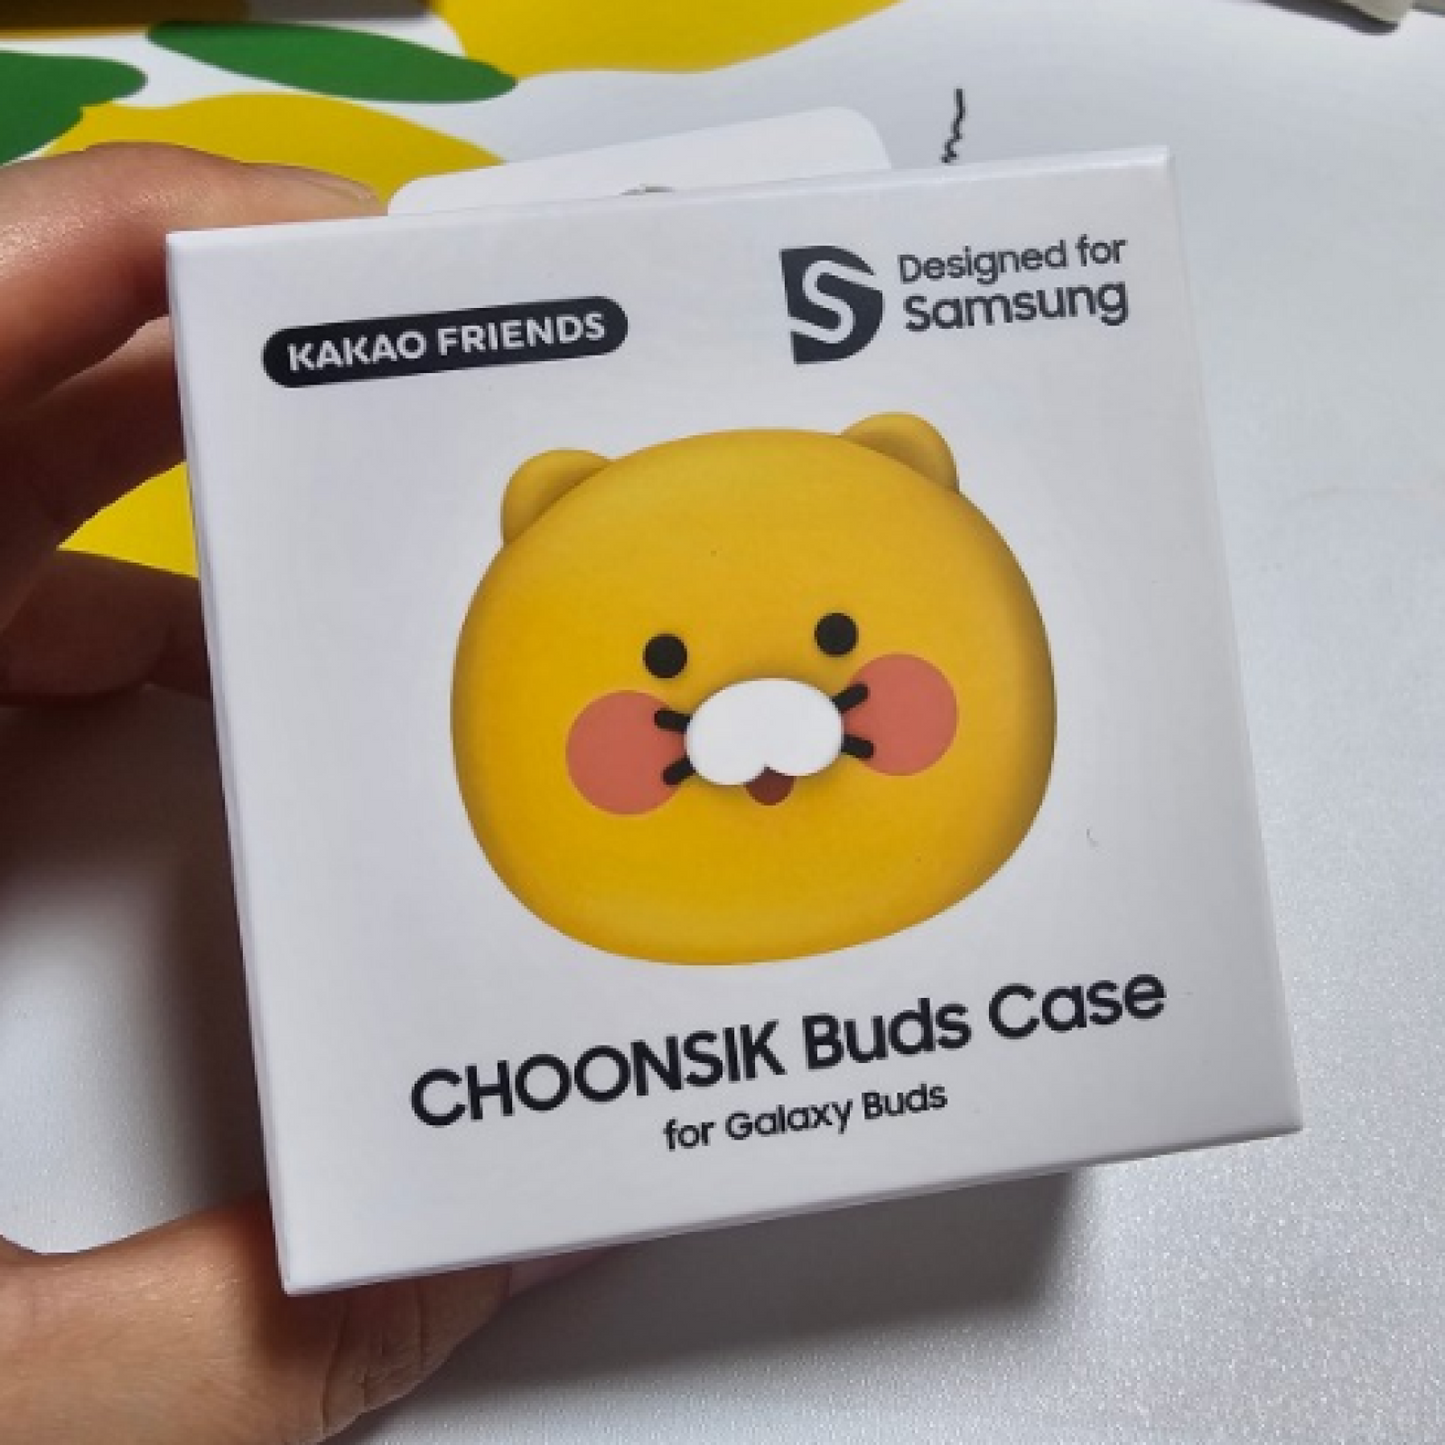 KAKAO FRIENDS
Designed for
Samsung
CHOONSIK Buds Case
for Galaxy Buds